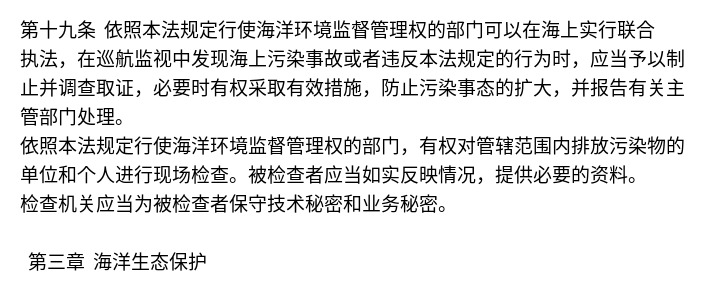 第十九条  依照本法规定行使海洋环境监督管理权的部门可以在海上实行联合
执法，在巡航监视中发现海上污染事故或者违反本法规定的行为时，应当予以制
止并调查取证，必要时有权采取有效措施，防止污染事态的扩大，并报告有关主
管部门处理。
依照本法规定行使海洋环境监督管理权的部门，有权对管辖范围内排放污染物的
单位和个人进行现场检查。被检查者应当如实反映情况，提供必要的资料。
检查机关应当为被检查者保守技术秘密和业务秘密。
第三章  海洋生态保护